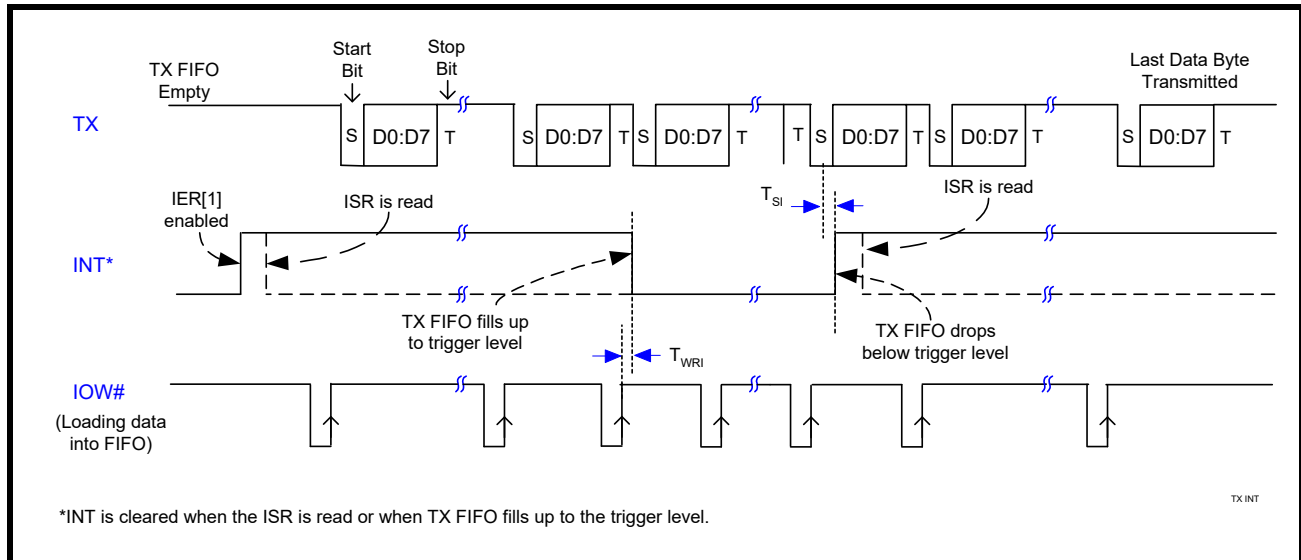 Start
Bit
Stop
Bit
TX FIFO
Empty
Last Data Byte
Transmitted
TX
S D0:D7 T S D0:D7 T S D0:D7 T T S D0:D7 T S D0:D7 T S D0:D7 T
IER[1]
enabled
ISR is read
TSI
ISR is read
INT*
TX FIFO fills up
to trigger level
TX FIFO drops
below trigger level
TWRI
IOW#
(Loading data
into FIFO)
TX INT
*INT is cleared when the ISR is read or when TX FIFO fills up to the trigger level.